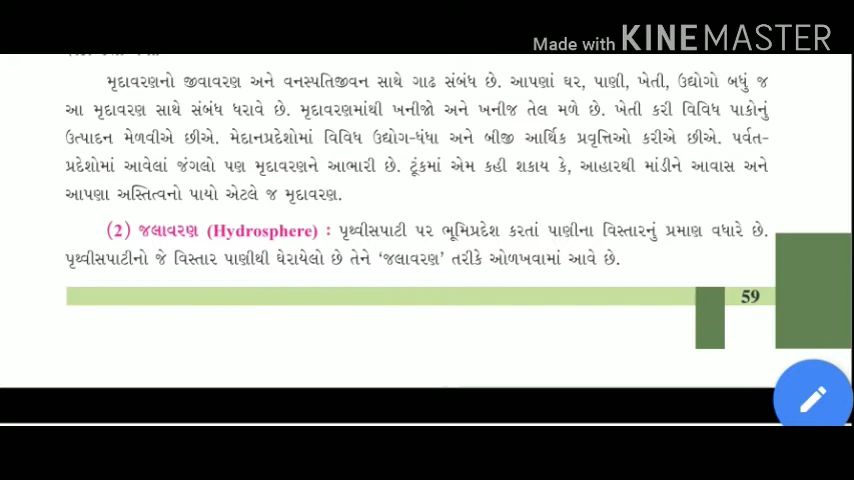 Made with KINEMASTER
મૃદાવરણનો જીવાવરણ અને વનસ્પતિજીવન સાથે ગાઢ સંબંધ છે. આપણાં ઘર, પાણી, ખેતી, ઉદ્યોગો બધું જ
આ મૃદાવરણ સાથે સંબંધ ધરાવે છે. મૃદાવરણમાંથી ખનીજો અને ખનીજ તેલ મળે છે. ખેતી કરી વિવિધ પાકોનું
ઉત્પાદન મેળવીએ છીએ. મેદાનપ્રદેશોમાં વિવિધ ઉદ્યોગ-ધંધા અને બીજી આર્થિક પ્રવૃત્તિઓ કરીએ છીએ. પર્વત-
પ્રદેશોમાં આવેલાં જંગલો પણ મૃદાવરણને આભારી છે. ટૂંકમાં એમ કહી શકાય કે, આહારથી માંડીને આવાસ અને
આપણા અસ્તિત્વનો પાયો એટલે જ મૃદાવરણ.
(2) જલાવરણ (Hydrosphere) : પૃથ્વીસપાટી પર ભૂમિપ્રદેશ કરતાં પાણીના વિસ્તારનું પ્રમાણ વધારે છે.
પૃથ્વીસપાટીનો જે વિસ્તાર પાણીથી ઘેરાયેલો છે તેને ‘જલાવરણ’ તરીકે ઓળખવામાં આવે છે.
59